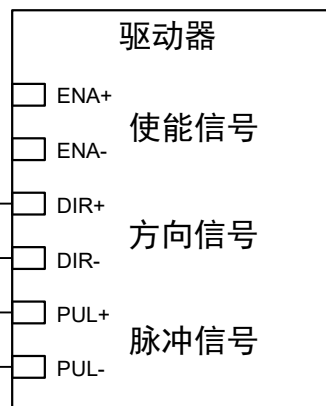 驱动器
ENA+
使能信号
ENA-
DIR+
方向信号
DIR-
PUL+
脉冲信号
PUL-